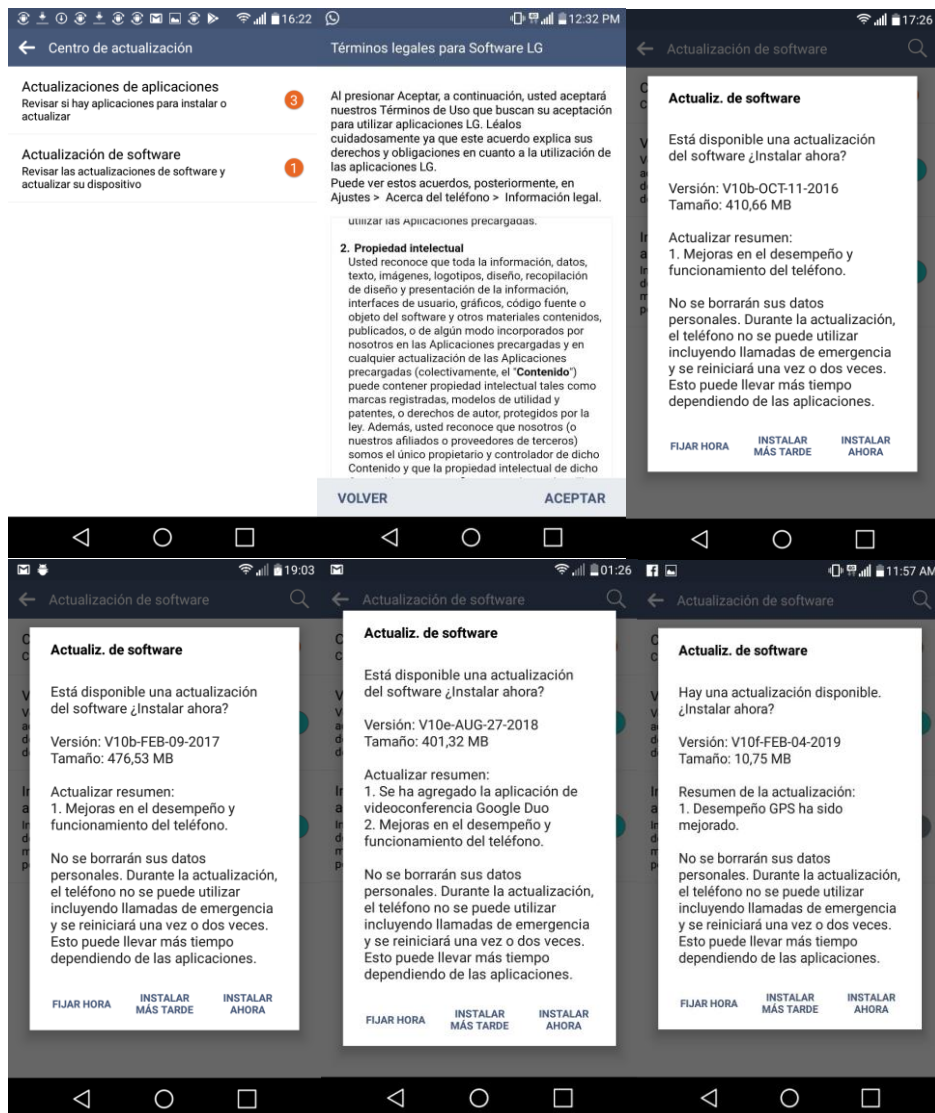 16:22
Centro de actualización
Actualizaciones de aplicaciones
Revisar si hay aplicaciones para instalar o
actualizar
3
Actualización de software
Revisar las actualizaciones de software y
actualizar su dispositivo
1
12:32 PM
Términos legales para Software LG
Al presionar Aceptar, a continuación, usted aceptará
nuestros Términos de Uso que buscan su aceptación
para utilizar aplicaciones LG. Léalos
cuidadosamente ya que este acuerdo explica sus
derechos y obligaciones en cuanto a la utilización de
las aplicaciones LG.
Puede ver estos acuerdos, posteriormente, en
Ajustes > Acerca del teléfono > Información legal.
utilizar las Aplicaciones precargadas.
2. Propiedad intelectual
Usted reconoce que toda la información, datos,
texto, imágenes, logotipos, diseño, recopilación
de diseño y presentación de la información,
interfaces de usuario, gráficos, código fuente o
objeto del software y otros materiales contenidos,
publicados, o de algún modo incorporados por
nosotros en las Aplicaciones precargadas y en
cualquier actualización de las Aplicaciones
precargadas (colectivamente, el "Contenido")
puede contener propiedad intelectual tales como
marcas registradas, modelos de utilidad y
patentes, o derechos de autor, protegidos por la
ley. Además, usted reconoce que nosotros (o
nuestros afiliados o proveedores de terceros)
somos el único propietario y controlador de dicho
Contenido y que la propiedad intelectual de dicho
VOLVER ACEPTAR
17:26
Actualización de software
Actualiz. de software
Está disponible una actualización
del software ¿Instalar ahora?
Versión: V10b-OCT-11-2016
Tamaño: 410,66 MB
Actualizar resumen:
1. Mejoras en el desempeño y
funcionamiento del teléfono.
No se borrarán sus datos
personales. Durante la actualización,
el teléfono no se puede utilizar
incluyendo llamadas de emergencia
y se reiniciará una vez o dos veces.
Esto puede llevar más tiempo
dependiendo de las aplicaciones.
FIJAR HORA INSTALAR MÁS TARDE INSTALAR AHORA
19:03
Actualización de software
Actualiz. de software
Está disponible una actualización
del software ¿Instalar ahora?
Versión: V10b-FEB-09-2017
Tamaño: 476,53 MB
Actualizar resumen:
1. Mejoras en el desempeño y
funcionamiento del teléfono.
No se borrarán sus datos
personales. Durante la actualización,
el teléfono no se puede utilizar
incluyendo llamadas de emergencia
y se reiniciará una vez o dos veces.
Esto puede llevar más tiempo
dependiendo de las aplicaciones.
FIJAR HORA INSTALAR MÁS TARDE INSTALAR AHORA
01:26
Actualización de software
Actualiz. de software
Está disponible una actualización
del software ¿Instalar ahora?
Versión: V10e-AUG-27-2018
Tamaño: 401,32 MB
Actualizar resumen:
1. Se ha agregado la aplicación de
videoconferencia Google Duo
2. Mejoras en el desempeño y
funcionamiento del teléfono.
No se borrarán sus datos
personales. Durante la actualización,
el teléfono no se puede utilizar
incluyendo llamadas de emergencia
y se reiniciará una vez o dos veces.
Esto puede llevar más tiempo
dependiendo de las aplicaciones.
FIJAR HORA INSTALAR MÁS TARDE INSTALAR AHORA
11:57 AM
Actualización de software
Actualiz. de software
Hay una actualización disponible.
¿Instalar ahora?
Versión: V10f-FEB-04-2019
Tamaño: 10,75 MB
Resumen de la actualización:
1. Desempeño GPS ha sido
mejorado.
No se borrarán sus datos
personales. Durante la actualización,
el teléfono no se puede utilizar
incluyendo llamadas de emergencia
y se reiniciará una vez o dos veces.
Esto puede llevar más tiempo
dependiendo de las aplicaciones.
FIJAR HORA INSTALAR MÁS TARDE INSTALAR AHORA